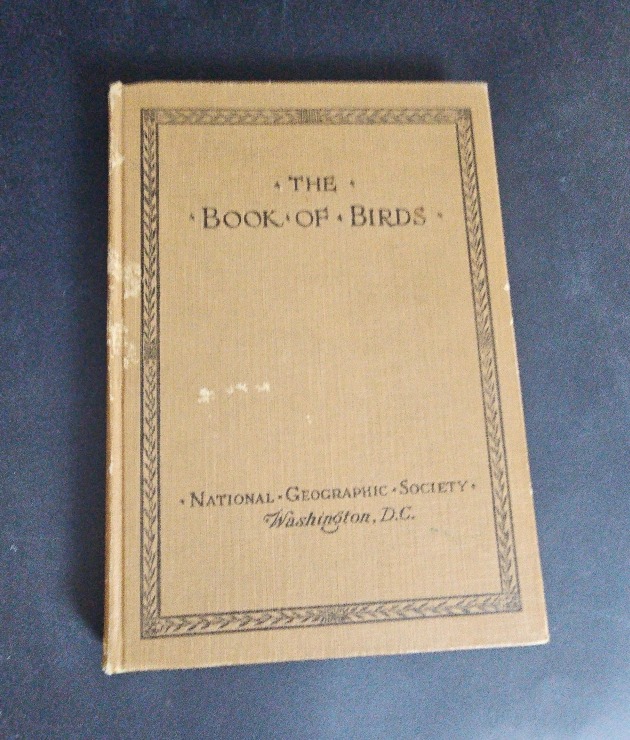 · THE ·
· BOOK · OF · BIRDS ·
· NATIONAL · GEOGRAPHIC · SOCIETY ·
Washington, D.C.